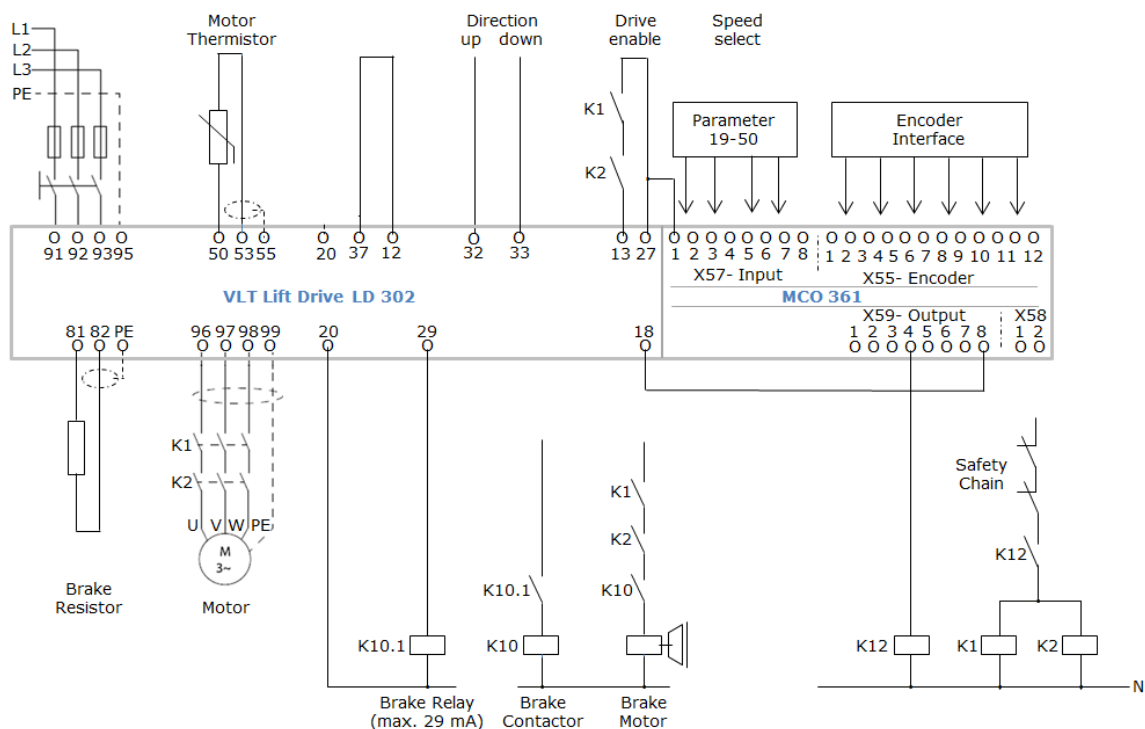 L1
L2
L3
PE
Motor
Thermistor
Direction
up down
Drive
enable
Speed
select
K1
K2
Parameter
19-50
Encoder
Interface
91 92 93 95
50 53 55
20
37 12
32 33
13 27
1 2 3 4 5 6 7 8
1 2 3 4 5 6 7 8 9 10 11 12
X57- Input
X55- Encoder
VLT Lift Drive LD 302
MCO 361
X59- Output
X58
1 2 3 4 5 6 7 8
1 2
81 82 PE
96 97 98 99
20
29
18
K1
K2
U V W PE
M
3~
Brake
Resistor
Motor
K10.1
K10.1
K10
K1
K2
K10
Brake Relay
(max. 29 mA)
Brake
Contactor
Brake
Motor
Safety
Chain
K12
K12
K1
K2
N